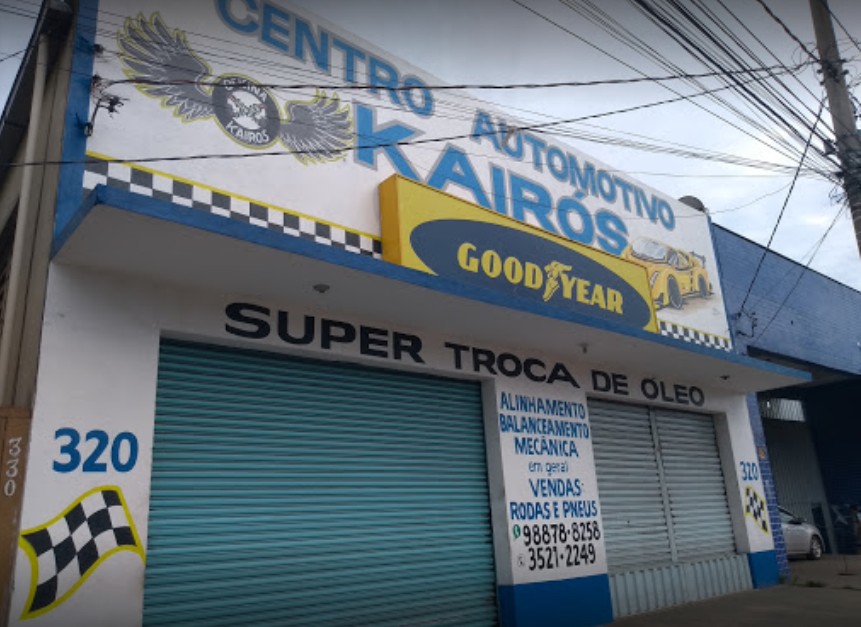 CENTRO AUTOMOTIVO
KAIRÓS
KAIRÓS
GOODYEAR
SUPER TROCA DE ÓLEO
320
330
ALINHAMENTO
BALANCEAMENTO
MECÂNICA
em geral
VENDAS:
RODAS E PNEUS
98878-8258
3521-2249
320